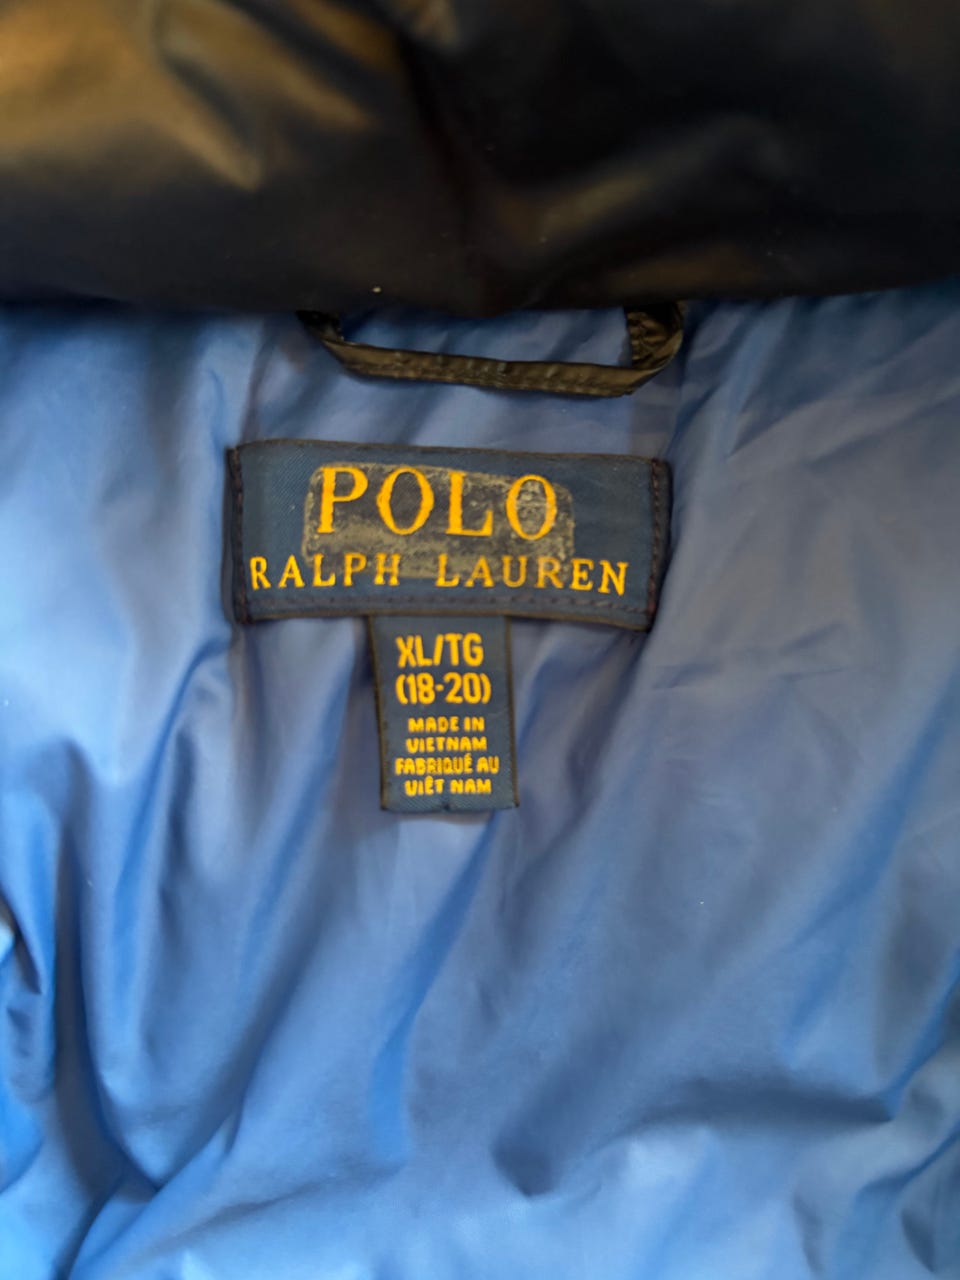 POLO
RALPH LAUREN
XL/TG
(18-20)
MADE IN
VIETNAM
FABRIQUÉ AU
VIÊT NAM